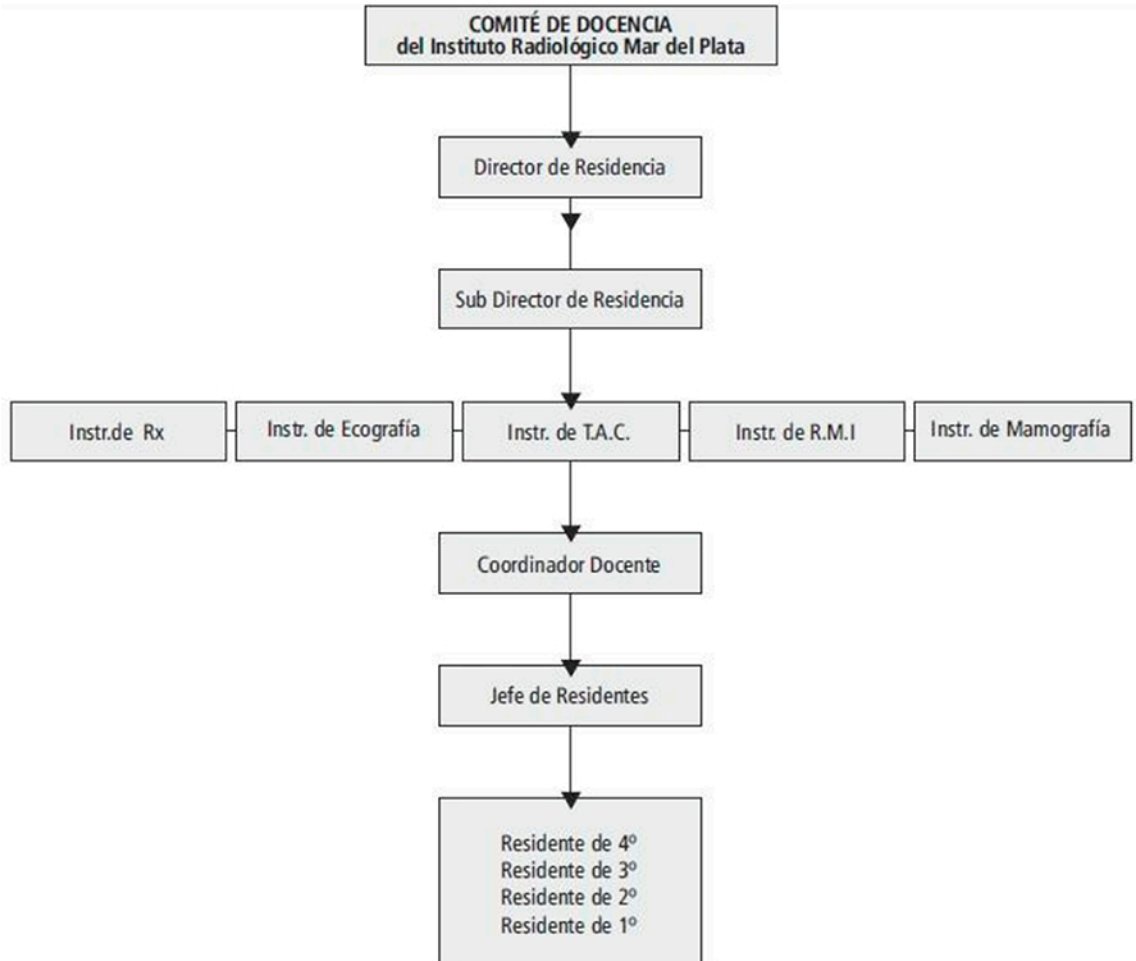 COMITÉ DE DOCENCIA
del Instituto Radiológico Mar del Plata
Director de Residencia
Sub Director de Residencia
Instr.de Rx
Instr. de Ecografía
Instr. de T.A.C.
Instr. de R.M.I
Instr. de Mamografía
Coordinador Docente
Jefe de Residentes
Residente de 4º
Residente de 3º
Residente de 2º
Residente de 1º